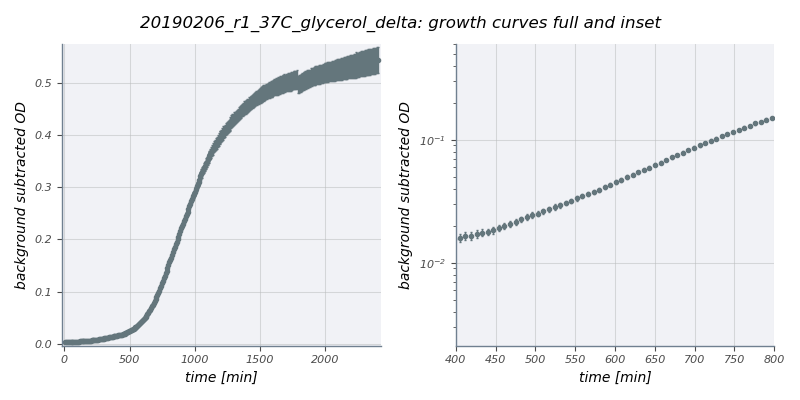 20190206_r1_37C_glycerol_delta: growth curves full and inset
background subtracted OD
0.5
0.4
0.3
0.2
0.1
0.0
0 500 1000 1500 2000
time [min]
background subtracted OD
10⁻¹
10⁻²
400 450 500 550 600 650 700 750 800
time [min]